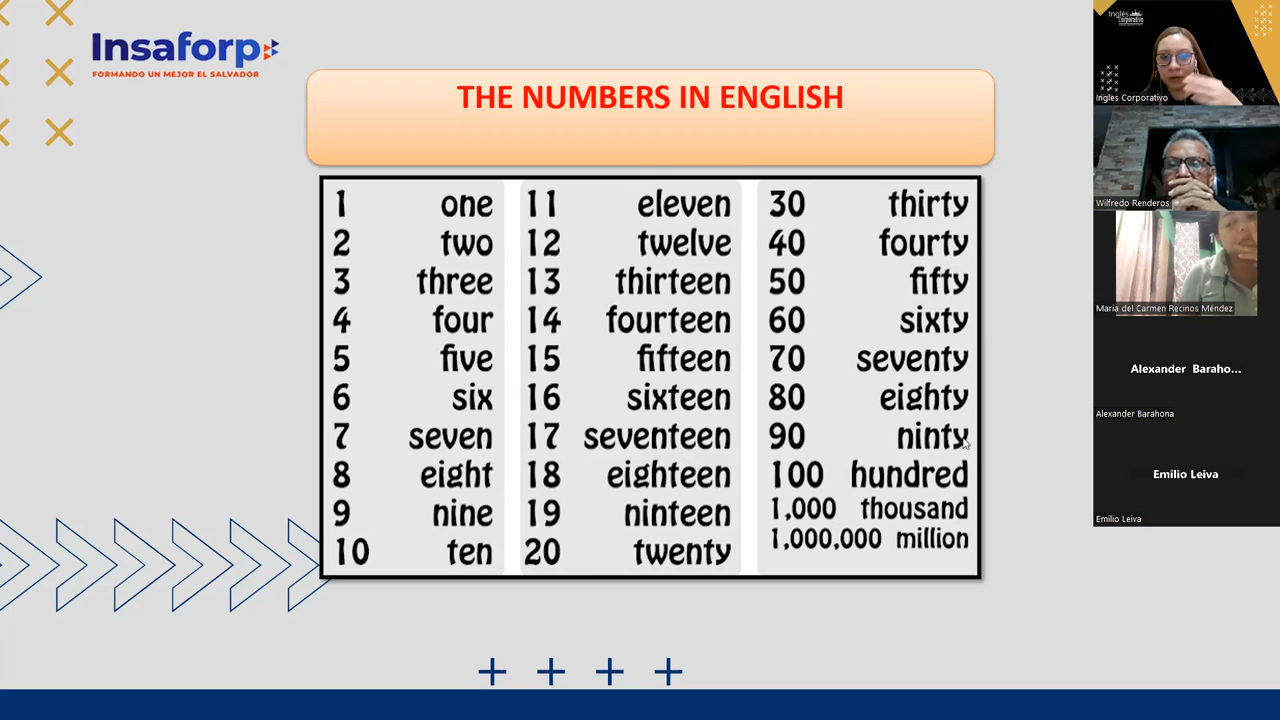 Insaforp
FORMANDO UN MEJOR EL SALVADOR
THE NUMBERS IN ENGLISH
1 one
2 two
3 three
4 four
5 five
6 six
7 seven
8 eight
9 nine
10 ten
11 eleven
12 twelve
13 thirteen
14 fourteen
15 fifteen
16 sixteen
17 seventeen
18 eighteen
19 ninteen
20 twenty
30 thirty
40 fourty
50 fifty
60 sixty
70 seventy
80 eighty
90 ninty
100 hundred
1,000 thousand
1,000,000 million
Inglés
Corporativo
Ingles Corporativo
Wilfredo Renderos
Maria del Carmen Recinos Méndez
Alexander Baraho...
Alexander Barahona
Emilio Leiva
Emilio Leiva